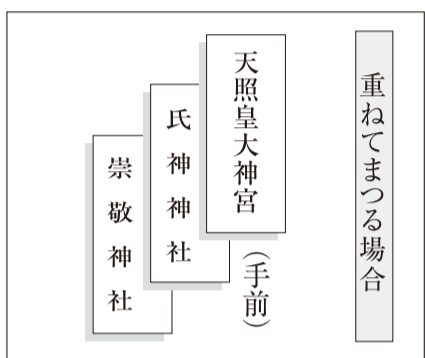 重ねてまつる場合
天照皇大神宮
（手前）
氏神神社
崇敬神社